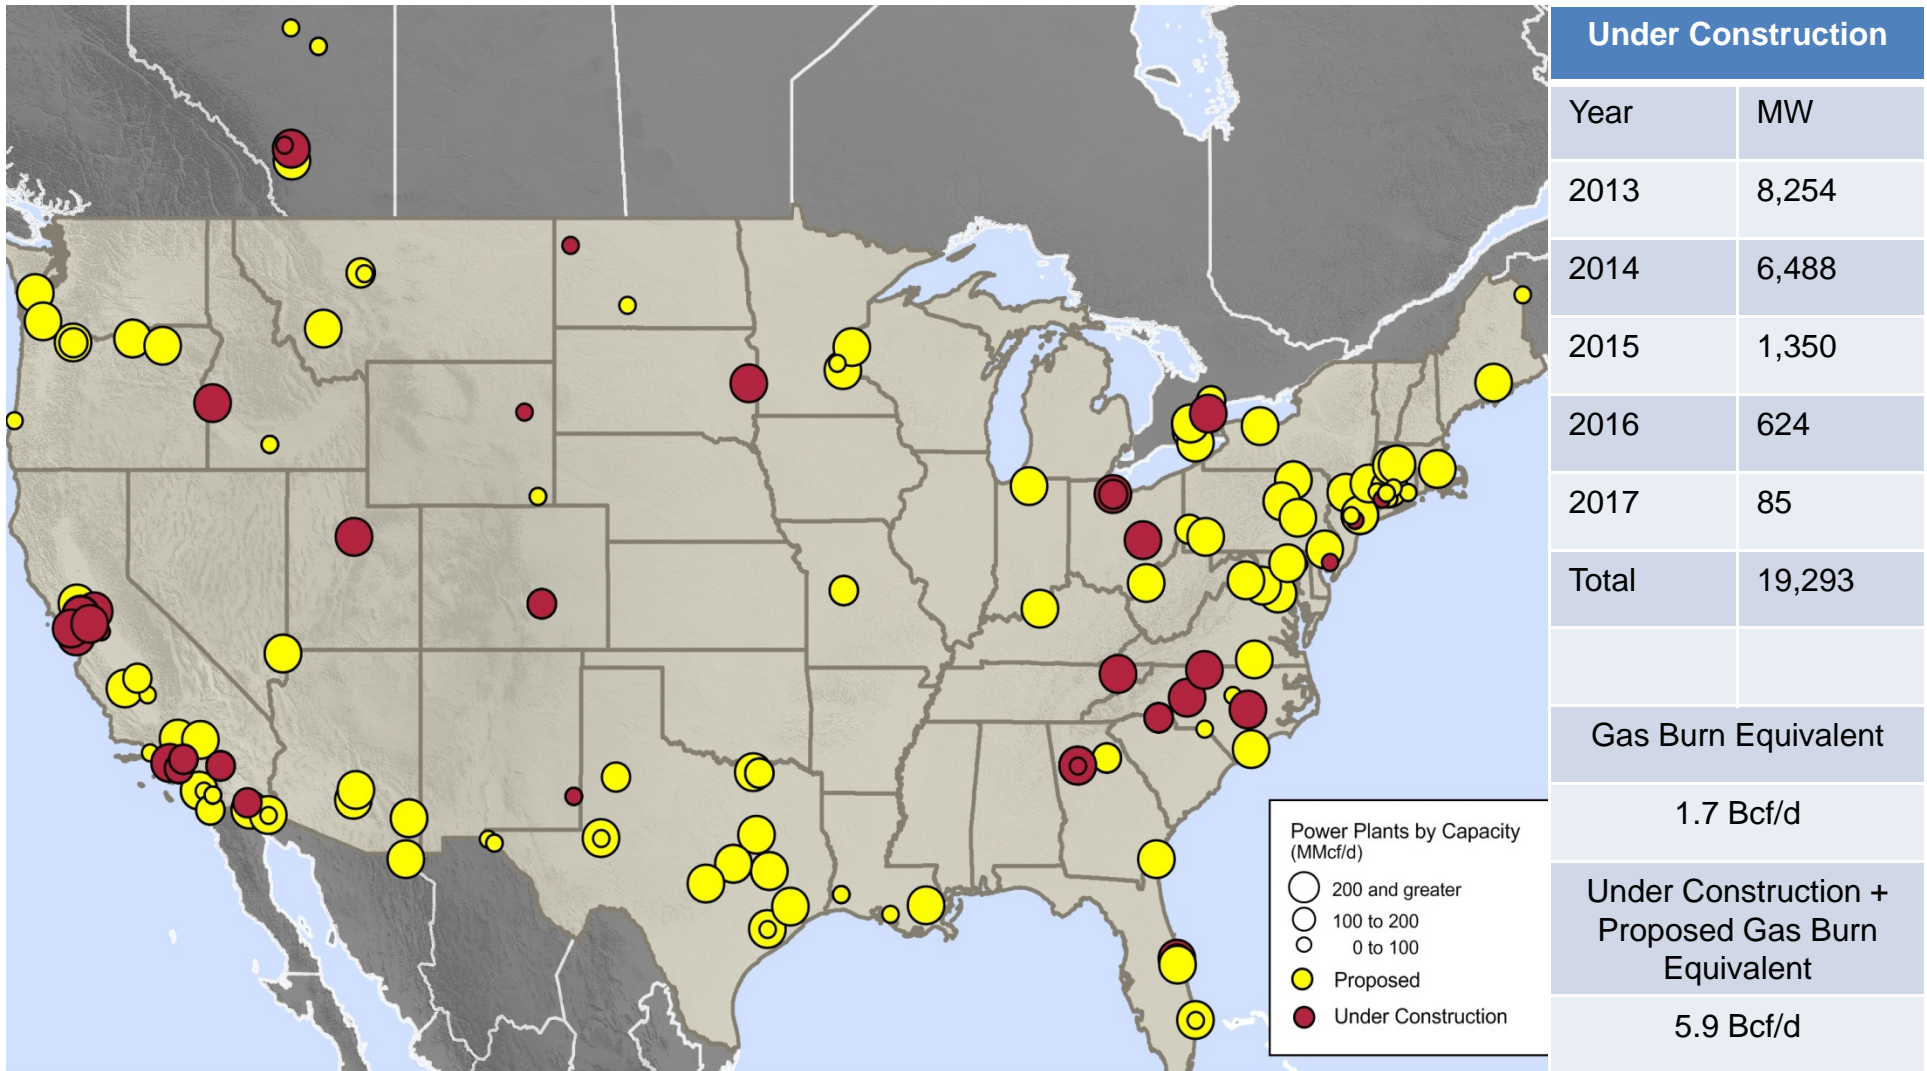 Power Plants by Capacity
(MMcf/d)
200 and greater
100 to 200
0 to 100
Proposed
Under Construction
Under Construction
Year MW
2013 8,254
2014 6,488
2015 1,350
2016 624
2017 85
Total 19,293
Gas Burn Equivalent
1.7 Bcf/d
Under Construction +
Proposed Gas Burn
Equivalent
5.9 Bcf/d